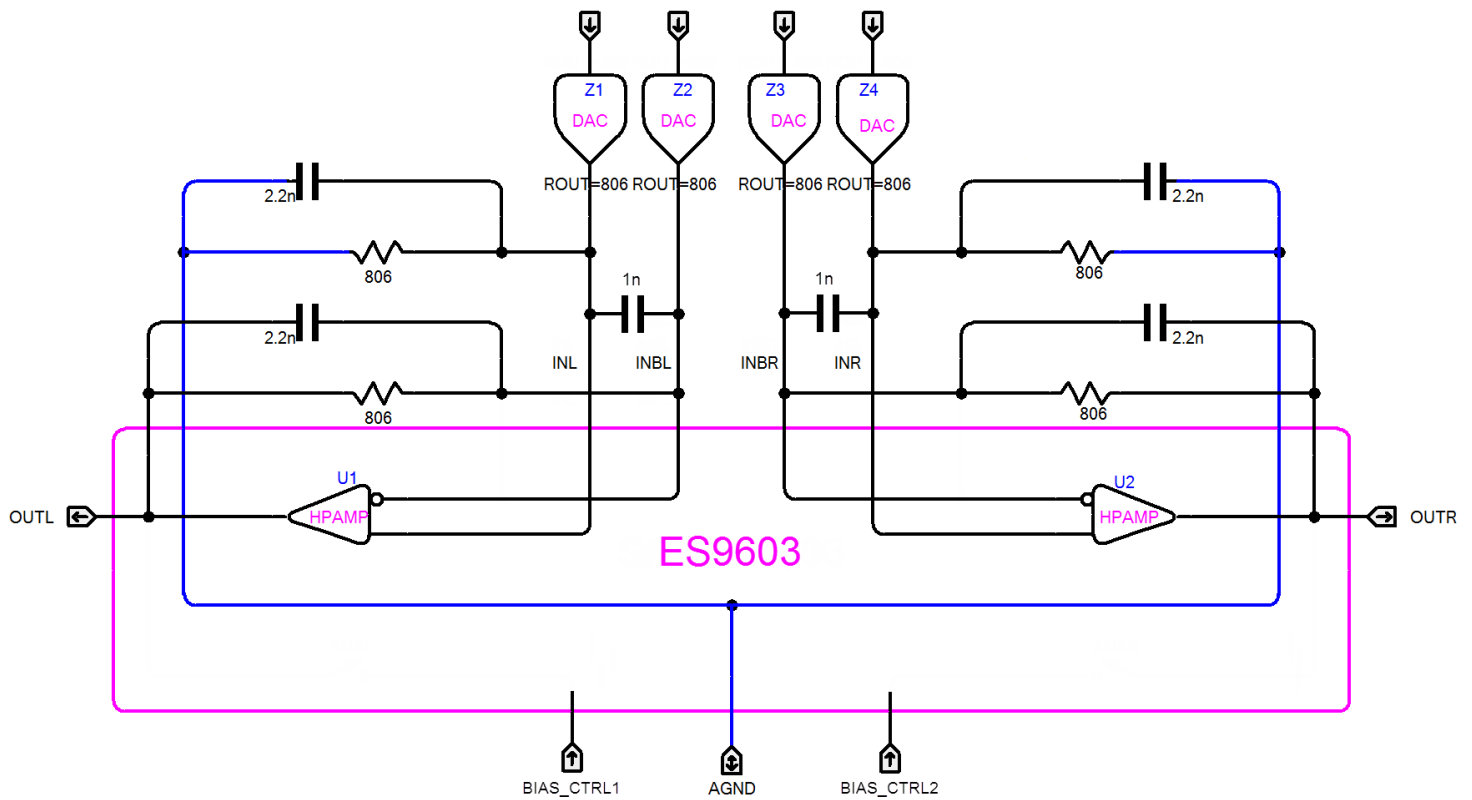 Z1
Z2
Z3
Z4
DAC
DAC
DAC
DAC
ROUT=806
ROUT=806
ROUT=806
ROUT=806
2.2n
2.2n
806
806
1n
1n
2.2n
2.2n
INL
INBL
INBR
INR
806
806
U1
U2
OUTL
HPAMP
HPAMP
OUTR
ES9603
BIAS_CTRL1
AGND
BIAS_CTRL2